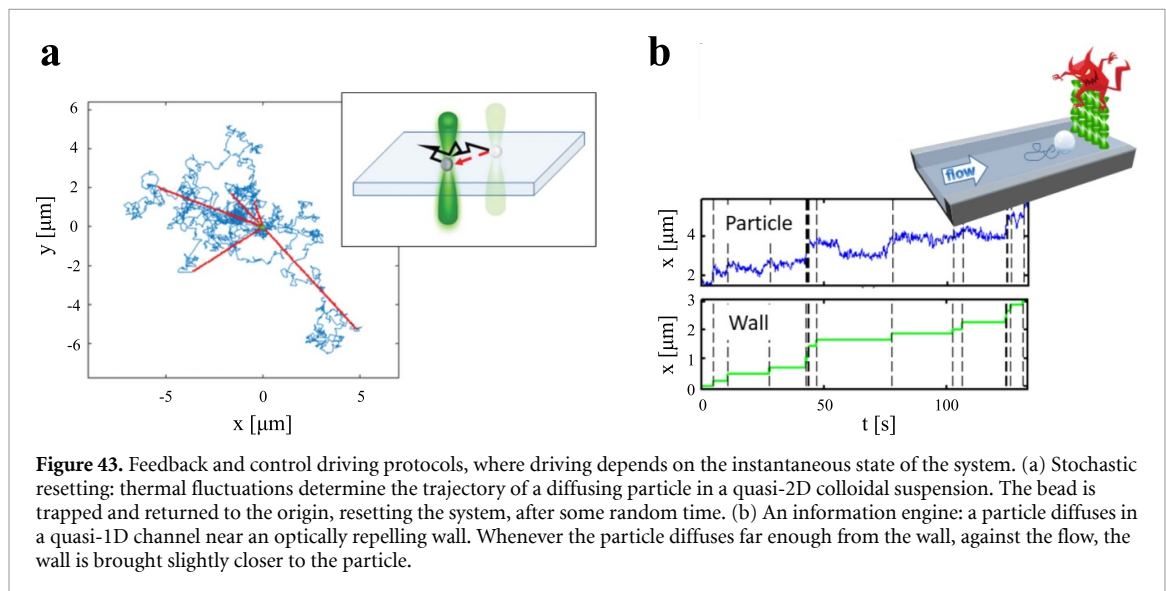 a
6
4
2
0
-2
-4
-6
y [μm]
-5
0
5
x [μm]
b
flow
Particle
4
2
x [μm]
Wall
3
2
1
0
x [μm]
0
50
100
t [s]
Figure 43. Feedback and control driving protocols, where driving depends on the instantaneous state of the system. (a) Stochastic
resetting: thermal fluctuations determine the trajectory of a diffusing particle in a quasi-2D colloidal suspension. The bead is
trapped and returned to the origin, resetting the system, after some random time. (b) An information engine: a particle diffuses in
a quasi-1D channel near an optically repelling wall. Whenever the particle diffuses far enough from the wall, against the flow, the
wall is brought slightly closer to the particle.